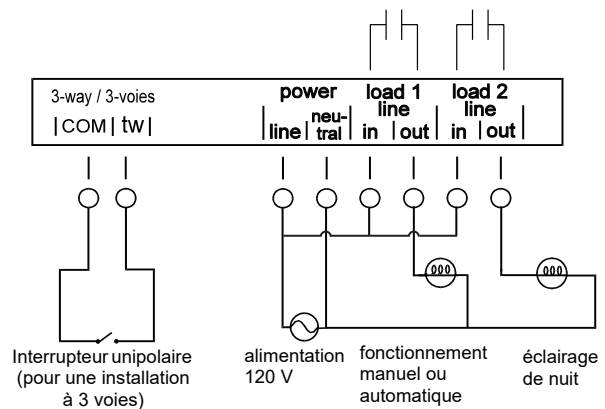 3-way / 3-voies
|COM| tw|
power
|line| neu-
tral|
load 1
line
in |out|
load 2
line
in |out|
Interrupteur unipolaire
(pour une installation
à 3 voies)
alimentation
120 V
fonctionnement
manuel ou
automatique
éclairage
de nuit